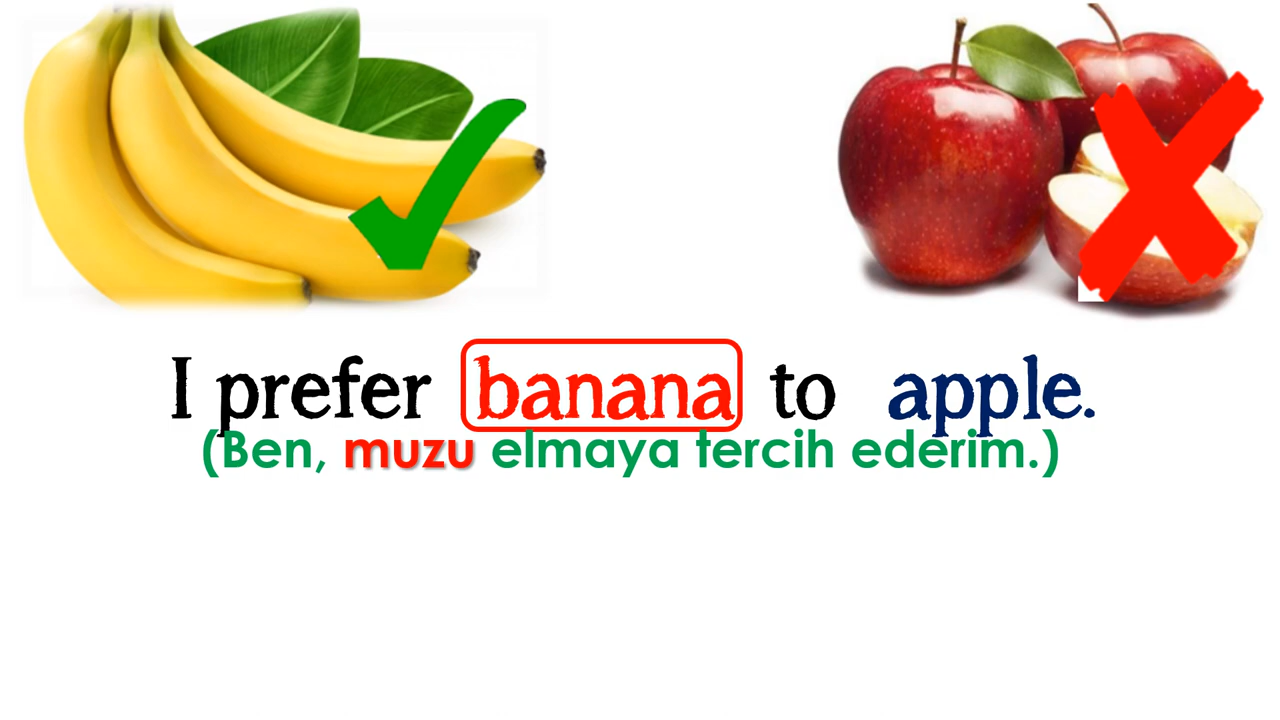 I prefer banana to apple.
(Ben, muzu elmaya tercih ederim.)